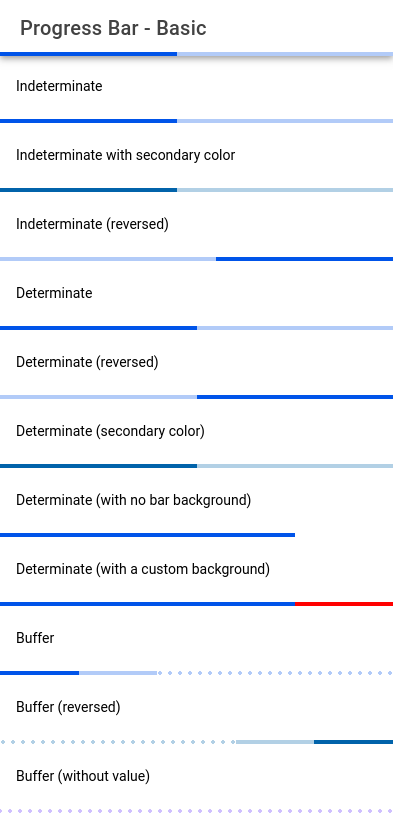 Progress Bar - Basic
Indeterminate
Indeterminate with secondary color
Indeterminate (reversed)
Determinate
Determinate (reversed)
Determinate (secondary color)
Determinate (with no bar background)
Determinate (with a custom background)
Buffer
Buffer (reversed)
Buffer (without value)